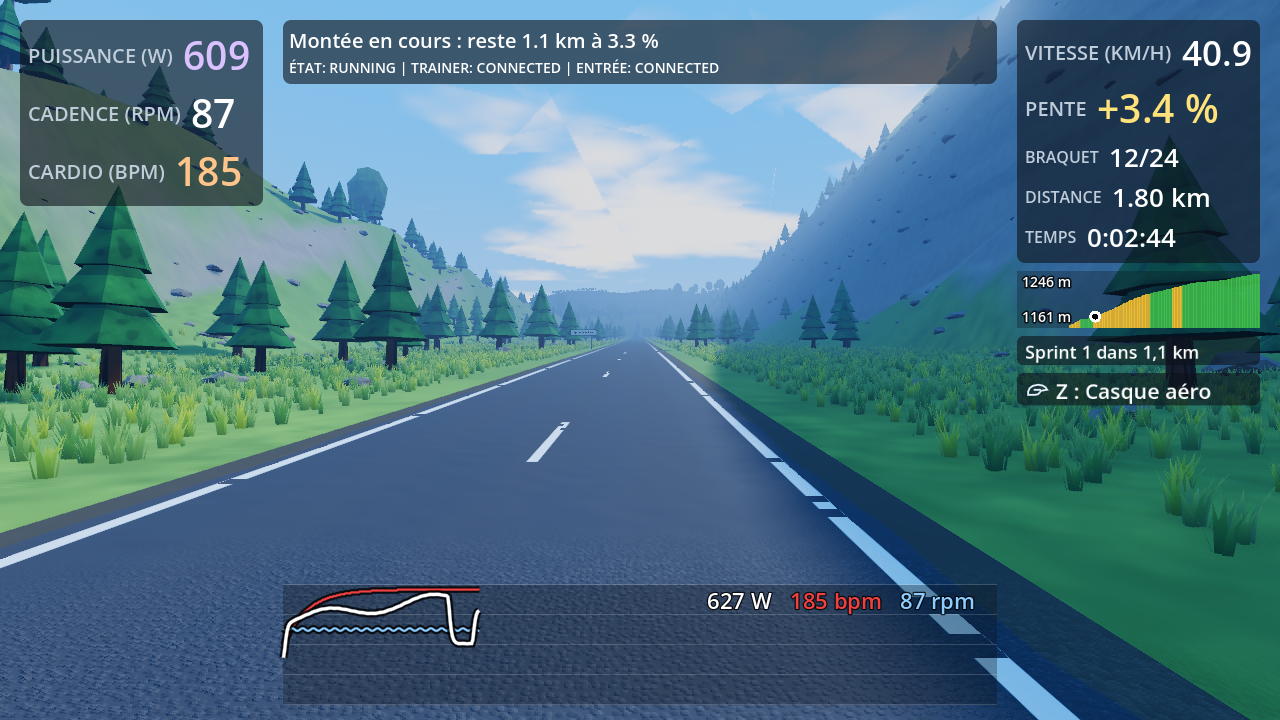 PUISSANCE (W) 609
CADENCE (RPM) 87
CARDIO (BPM) 185
Montée en cours : reste 1.1 km à 3.3 %
ÉTAT: RUNNING | TRAINER: CONNECTED | ENTRÉE: CONNECTED
VITESSE (KM/H) 40.9
PENTE +3.4 %
BRAQUET 12/24
DISTANCE 1.80 km
TEMPS 0:02:44
1246 m
1161 m
Sprint 1 dans 1,1 km
Z : Casque aéro
627 W 185 bpm 87 rpm